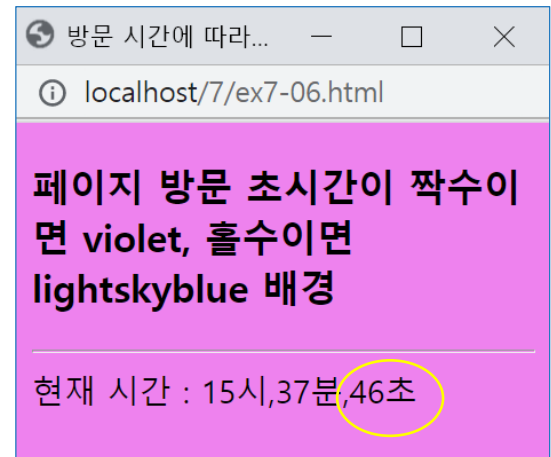 방문 시간에 따라...
localhost/7/ex7-06.html
페이지 방문 초시간이 짝수이
면 violet, 홀수이면
lightskyblue 배경
현재 시간 : 15시,37분,46초